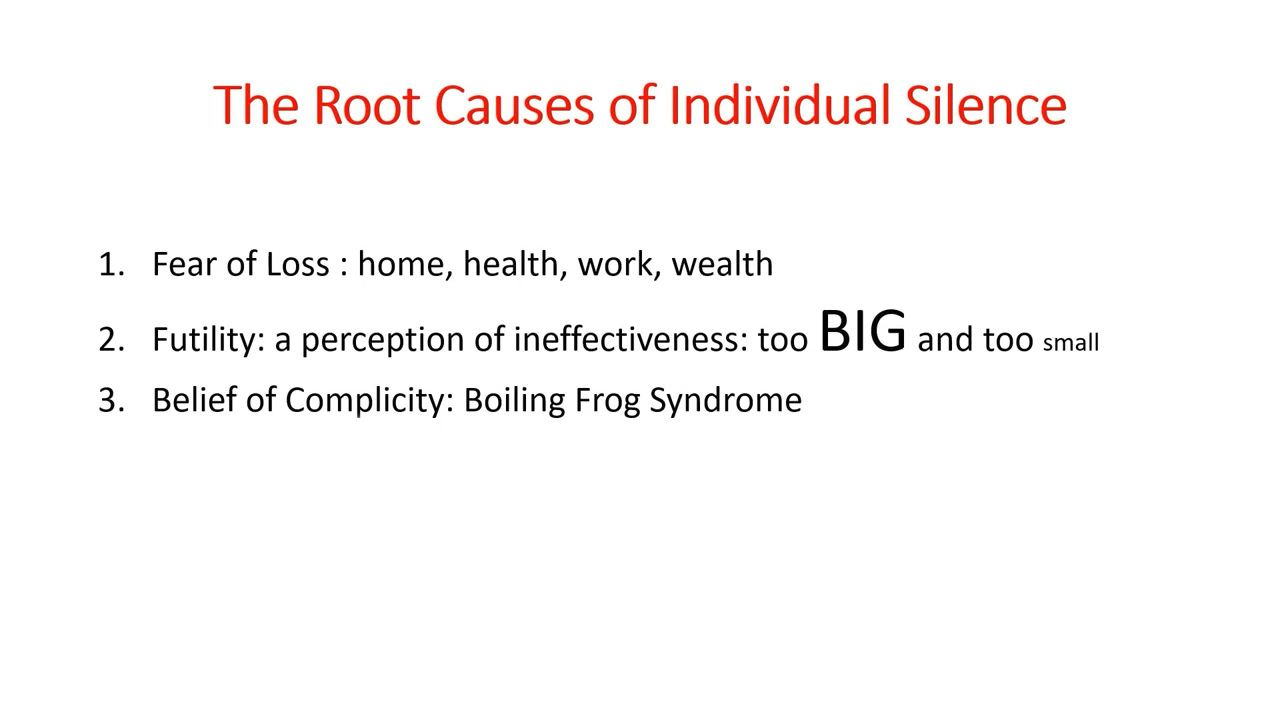 The Root Causes of Individual Silence
1. Fear of Loss : home, health, work, wealth
2. Futility: a perception of ineffectiveness: too BIG and too small
3. Belief of Complicity: Boiling Frog Syndrome